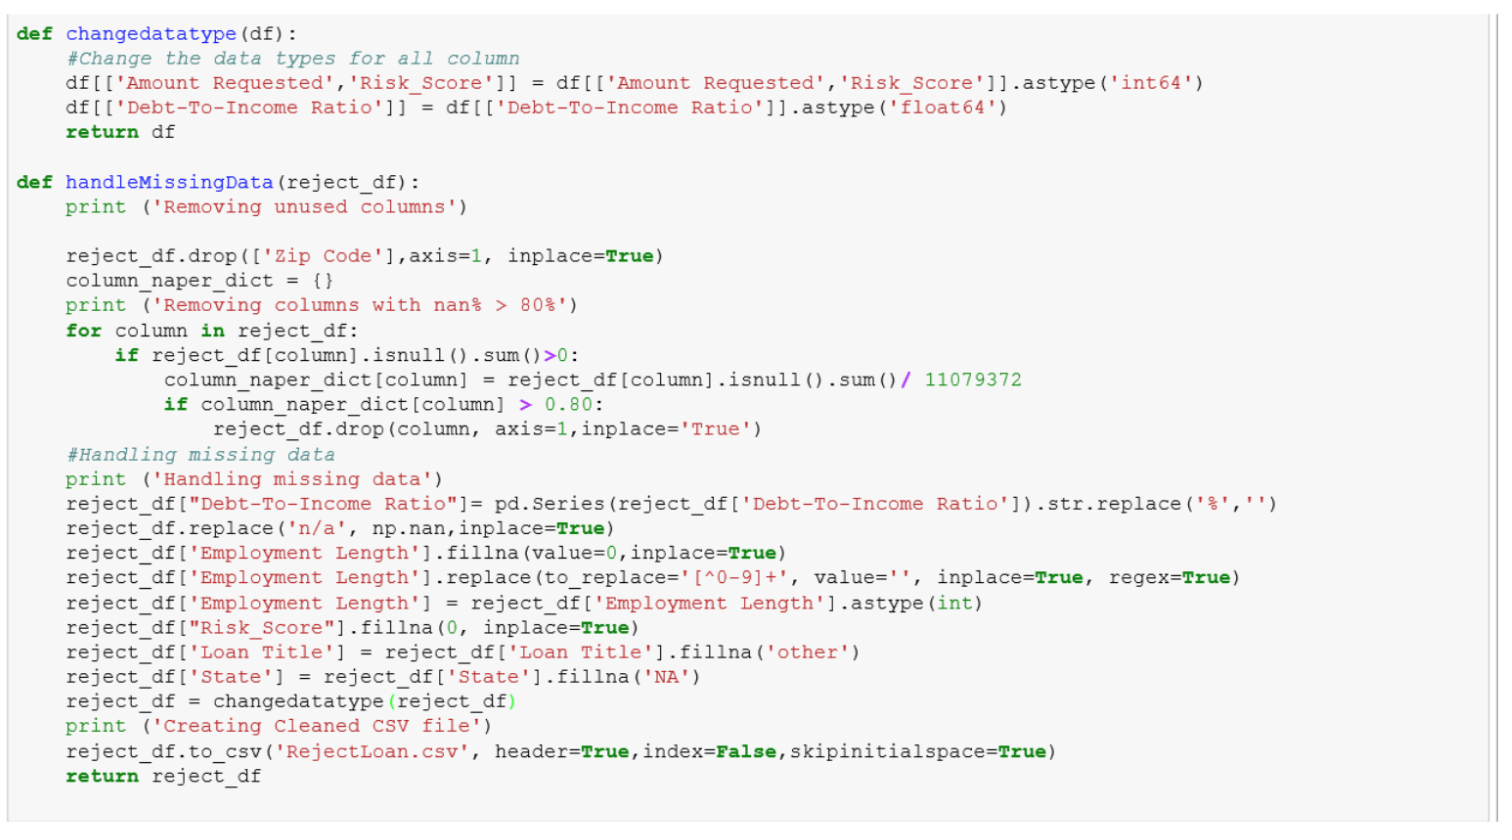 def changedatatype(df):
    #Change the data types for all column
    df[['Amount Requested','Risk_Score']] = df[['Amount Requested','Risk_Score']].astype('int64')
    df[['Debt-To-Income Ratio']] = df[['Debt-To-Income Ratio']].astype('float64')
    return df

def handleMissingData(reject_df):
    print ('Removing unused columns')

    reject_df.drop(['Zip Code'],axis=1, inplace=True)
    column_naper_dict = {}
    print ('Removing columns with nan% > 80%')
    for column in reject_df:
        if reject_df[column].isnull().sum()>0:
            column_naper_dict[column] = reject_df[column].isnull().sum()/ 11079372
            if column_naper_dict[column] > 0.80:
                reject_df.drop(column, axis=1,inplace='True')
    #Handling missing data
    print ('Handling missing data')
    reject_df["Debt-To-Income Ratio"]= pd.Series(reject_df['Debt-To-Income Ratio']).str.replace('%','')
    reject_df.replace('n/a', np.nan,inplace=True)
    reject_df['Employment Length'].fillna(value=0,inplace=True)
    reject_df['Employment Length'].replace(to_replace='[^0-9]+', value='', inplace=True, regex=True)
    reject_df['Employment Length'] = reject_df['Employment Length'].astype(int)
    reject_df["Risk_Score"].fillna(0, inplace=True)
    reject_df['Loan Title'] = reject_df['Loan Title'].fillna('other')
    reject_df['State'] = reject_df['State'].fillna('NA')
    reject_df = changedatatype(reject_df)
    print ('Creating Cleaned CSV file')
    reject_df.to_csv('RejectLoan.csv', header=True,index=False,skipinitialspace=True)
    return reject_df